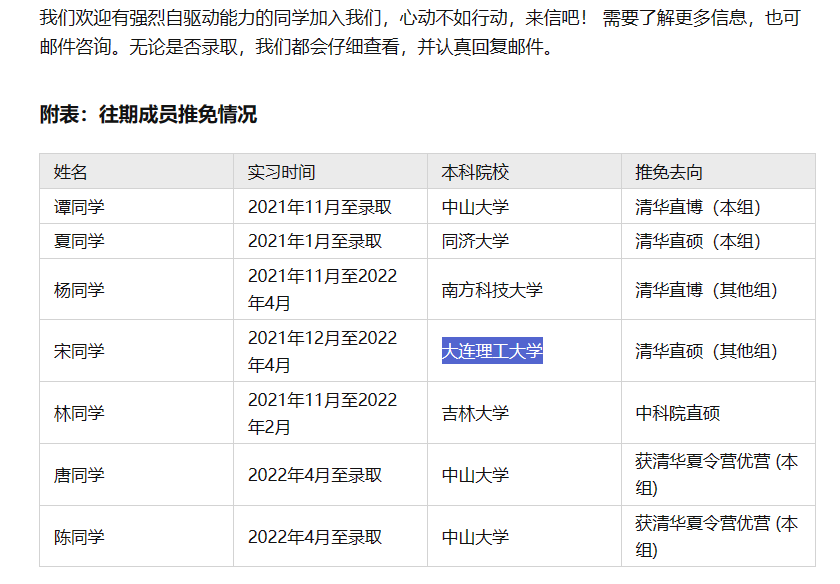 我们欢迎有强烈自驱动能力的同学加入我们，心动不如行动，来信吧！ 需要了解更多信息，也可
邮件咨询。无论是否录取，我们都会仔细查看，并认真回复邮件。
附表：往期成员推免情况
姓名 实习时间 本科院校 推免去向
谭同学 2021年11月至录取 中山大学 清华直博（本组）
夏同学 2021年1月至录取 同济大学 清华直硕（本组）
杨同学 2021年11月至2022年4月 南方科技大学 清华直博（其他组）
宋同学 2021年12月至2022年4月 大连理工大学 清华直硕（其他组）
林同学 2021年11月至2022年2月 吉林大学 中科院直硕
唐同学 2022年4月至录取 中山大学 获清华夏令营优营 (本组)
陈同学 2022年4月至录取 中山大学 获清华夏令营优营 (本组)